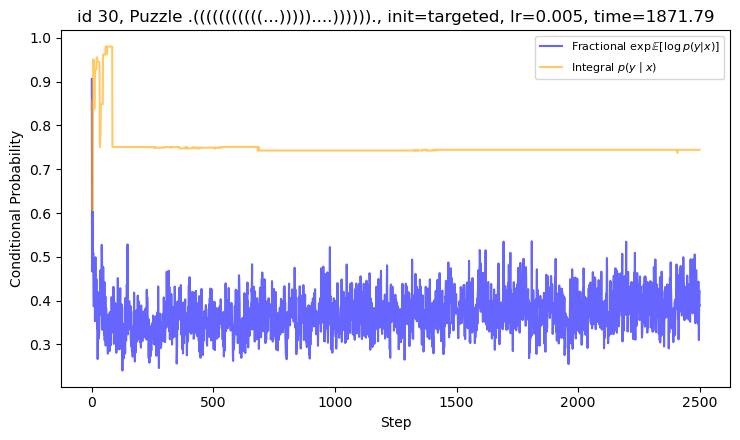 id 30, Puzzle .(((((((((((...)))))....))))))., init=targeted, lr=0.005, time=1871.79
Fractional exp𝔼[log p(y|x)]
Integral p(y | x)
Conditional Probability
1.0
0.9
0.8
0.7
0.6
0.5
0.4
0.3
0 500 1000 1500 2000 2500
Step